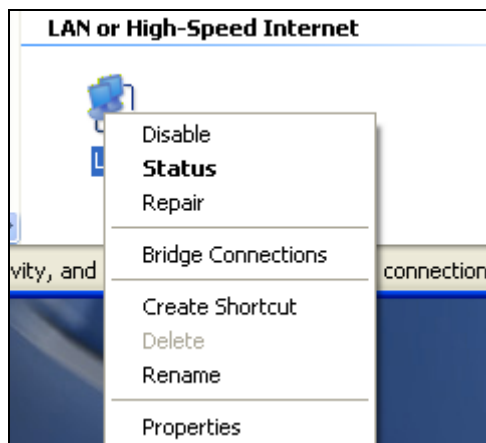 LAN or High-Speed Internet
L
Disable
Status
Repair
Bridge Connections
vity, and
connection
Create Shortcut
Delete
Rename
Properties